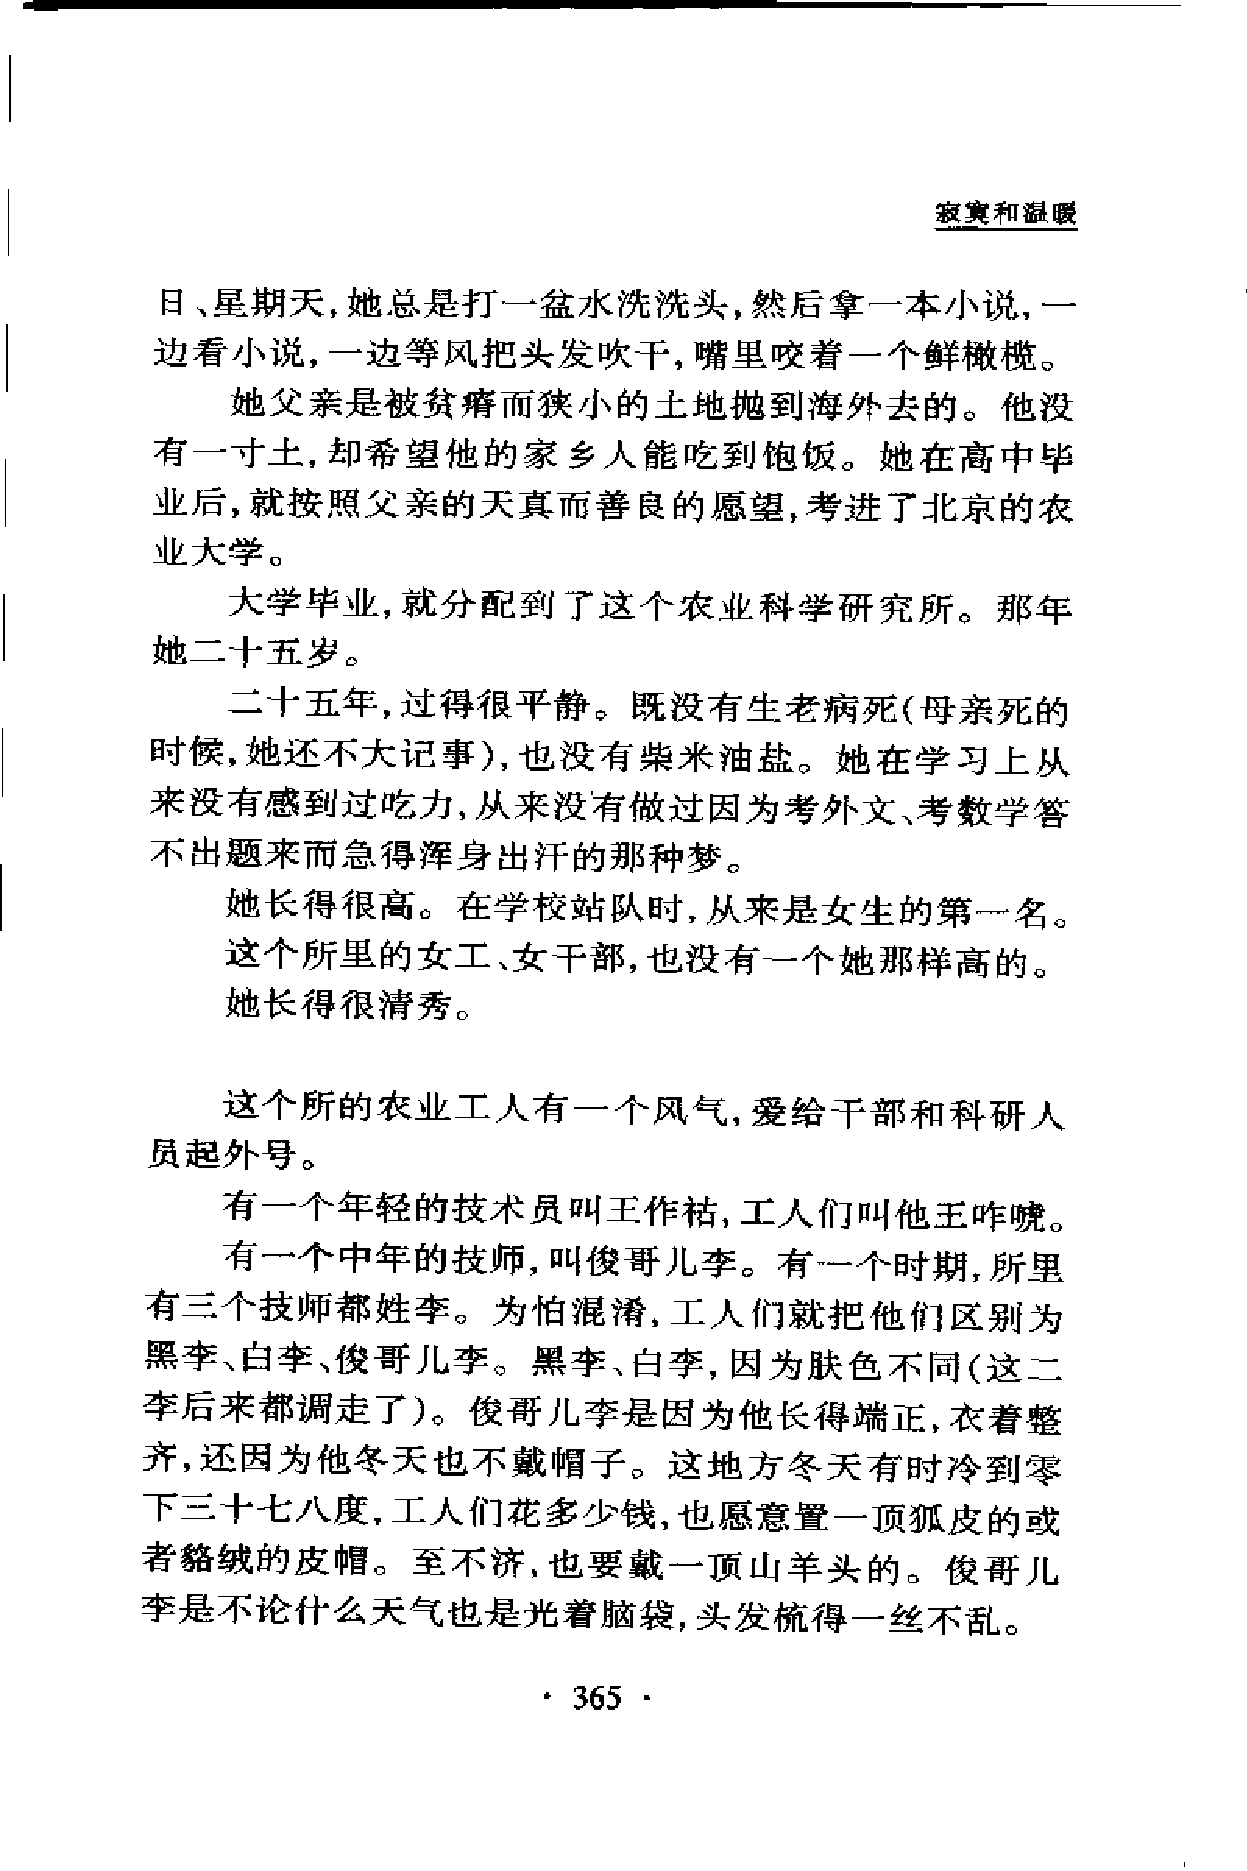 寂寞和温暖
日、星期天,她总是打一盆水洗洗头,然后拿一本小说,一
边看小说,一边等风把头发吹干,嘴里咬着一个鲜橄榄。
她父亲是被贫瘠而狭小的土地抛到海外去的。他没
有一寸土,却希望他的家乡人能吃到饱饭。她在高中毕
业后,就按照父亲的天真而善良的愿望,考进了北京的农
业大学。
大学毕业,就分配到了这个农业科学研究所。那年
她二十五岁。
二十五年,过得很平静。既没有生老病死(母亲死的
时候,她还不大记事),也没有柴米油盐。她在学习上从
来没有感到过吃力,从来没有做过因为考外文、考数学答
不出题来而急得浑身出汗的那种梦。
她长得很高。在学校站队时,从来是女生的第一名。
这个所里的女工、女干部,也没有一个她那样高的。
她长得很清秀。
这个所的农业工人有一个风气,爱给干部和科研人
员起外号。
有一个年轻的技术员叫王作祜,工人们叫他王咋唬。
有一个中年的技师,叫俊哥儿李。有一个时期,所里
有三个技师都姓李。为怕混淆,工人们就把他们区别为
黑李、白李、俊哥儿李。黑李、白李,因为肤色不同(这二
李后来都调走了)。俊哥儿李是因为他长得端正,衣着整
齐,还因为他冬天也不戴帽子。这地方冬天有时冷到零
下三十七八度,工人们花多少钱,也愿意置一顶狐皮的或
者貉绒的皮帽。至不济,也要戴一顶山羊头的。俊哥儿
李是不论什么天气也是光着脑袋,头发梳得一丝不乱。
· 365 ·